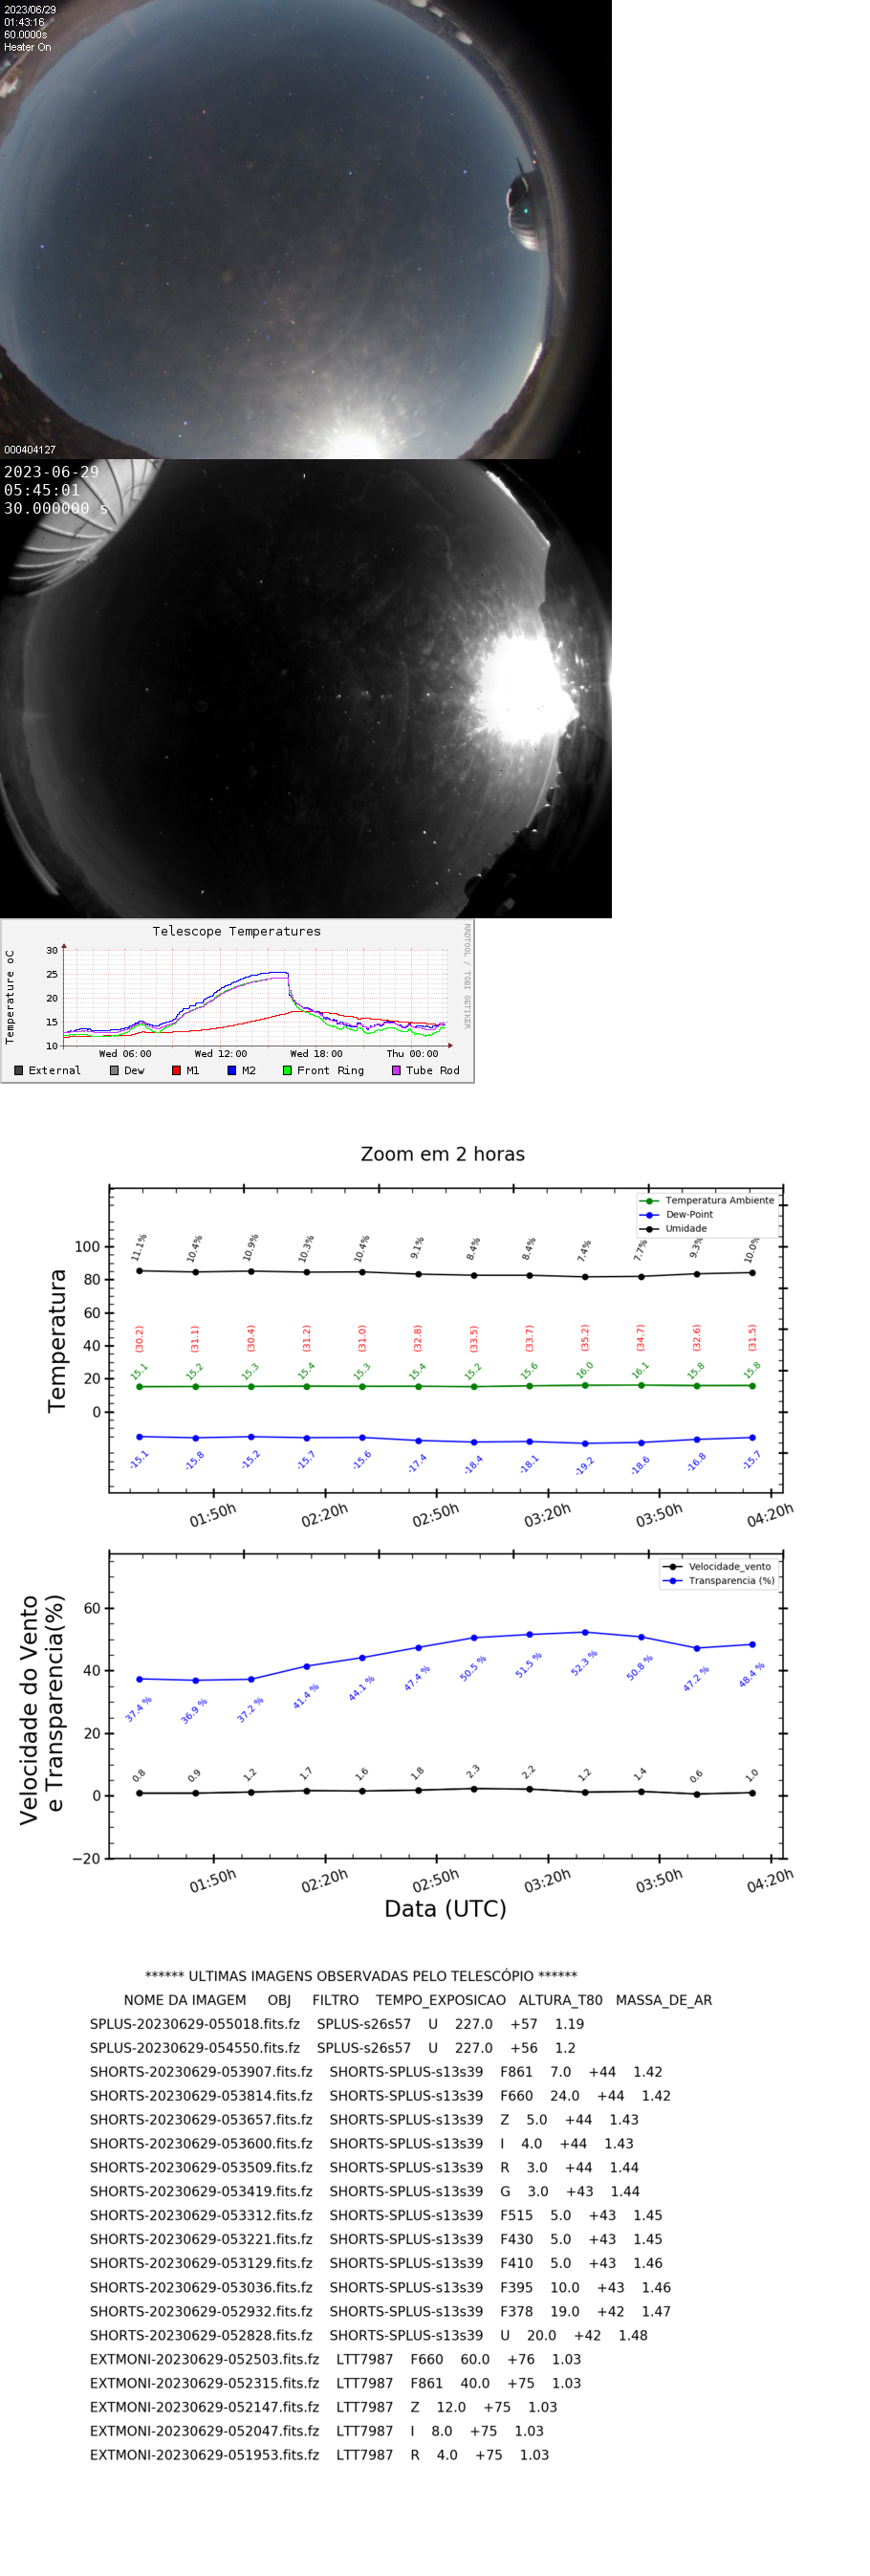 2023/06/29
01:43:16
60.0000s
Heater On
000404127
2023-06-29
05:45:01
30.000000 s
Telescope Temperatures
RRDTOOL / TOBI OETIKER
Temperature oC
30
25
20
15
10
Wed 06:00 Wed 12:00 Wed 18:00 Thu 00:00
External Dew M1 M2 Front Ring Tube Rod
Zoom em 2 horas
Temperatura Ambiente
Dew-Point
Umidade
Temperatura
100
80
60
40
20
0
11.1% 10.4% 10.9% 10.3% 10.4% 9.1% 8.4% 8.4% 7.4% 7.7% 9.3% 10.0%
(30.2) (31.1) (30.4) (31.2) (31.0) (32.8) (33.5) (33.7) (35.2) (34.7) (32.6) (31.5)
15.1 15.2 15.3 15.4 15.3 15.4 15.2 15.6 16.0 16.1 15.8 15.8
-15.1 -15.8 -15.2 -15.7 -15.6 -17.4 -18.4 -18.1 -19.2 -18.6 -16.8 -15.7
01:50h 02:20h 02:50h 03:20h 03:50h 04:20h
Velocidade_vento
Transparencia (%)
Velocidade do Vento
e Transparencia(%)
60
40
20
0
−20
37.4 % 36.9 % 37.2 % 41.4 % 44.1 % 47.4 % 50.5 % 51.5 % 52.3 % 50.8 % 47.2 % 48.4 %
0.8 0.9 1.2 1.7 1.6 1.8 2.3 2.2 1.2 1.4 0.6 1.0
01:50h 02:20h 02:50h 03:20h 03:50h 04:20h
Data (UTC)
****** ULTIMAS IMAGENS OBSERVADAS PELO TELESCÓPIO ******
NOME DA IMAGEM OBJ FILTRO TEMPO_EXPOSICAO ALTURA_T80 MASSA_DE_AR
SPLUS-20230629-055018.fits.fz SPLUS-s26s57 U 227.0 +57 1.19
SPLUS-20230629-054550.fits.fz SPLUS-s26s57 U 227.0 +56 1.2
SHORTS-20230629-053907.fits.fz SHORTS-SPLUS-s13s39 F861 7.0 +44 1.42
SHORTS-20230629-053814.fits.fz SHORTS-SPLUS-s13s39 F660 24.0 +44 1.42
SHORTS-20230629-053657.fits.fz SHORTS-SPLUS-s13s39 Z 5.0 +44 1.43
SHORTS-20230629-053600.fits.fz SHORTS-SPLUS-s13s39 I 4.0 +44 1.43
SHORTS-20230629-053509.fits.fz SHORTS-SPLUS-s13s39 R 3.0 +44 1.44
SHORTS-20230629-053419.fits.fz SHORTS-SPLUS-s13s39 G 3.0 +43 1.44
SHORTS-20230629-053312.fits.fz SHORTS-SPLUS-s13s39 F515 5.0 +43 1.45
SHORTS-20230629-053221.fits.fz SHORTS-SPLUS-s13s39 F430 5.0 +43 1.45
SHORTS-20230629-053129.fits.fz SHORTS-SPLUS-s13s39 F410 5.0 +43 1.46
SHORTS-20230629-053036.fits.fz SHORTS-SPLUS-s13s39 F395 10.0 +43 1.46
SHORTS-20230629-052932.fits.fz SHORTS-SPLUS-s13s39 F378 19.0 +42 1.47
SHORTS-20230629-052828.fits.fz SHORTS-SPLUS-s13s39 U 20.0 +42 1.48
EXTMONI-20230629-052503.fits.fz LTT7987 F660 60.0 +76 1.03
EXTMONI-20230629-052315.fits.fz LTT7987 F861 40.0 +75 1.03
EXTMONI-20230629-052147.fits.fz LTT7987 Z 12.0 +75 1.03
EXTMONI-20230629-052047.fits.fz LTT7987 I 8.0 +75 1.03
EXTMONI-20230629-051953.fits.fz LTT7987 R 4.0 +75 1.03